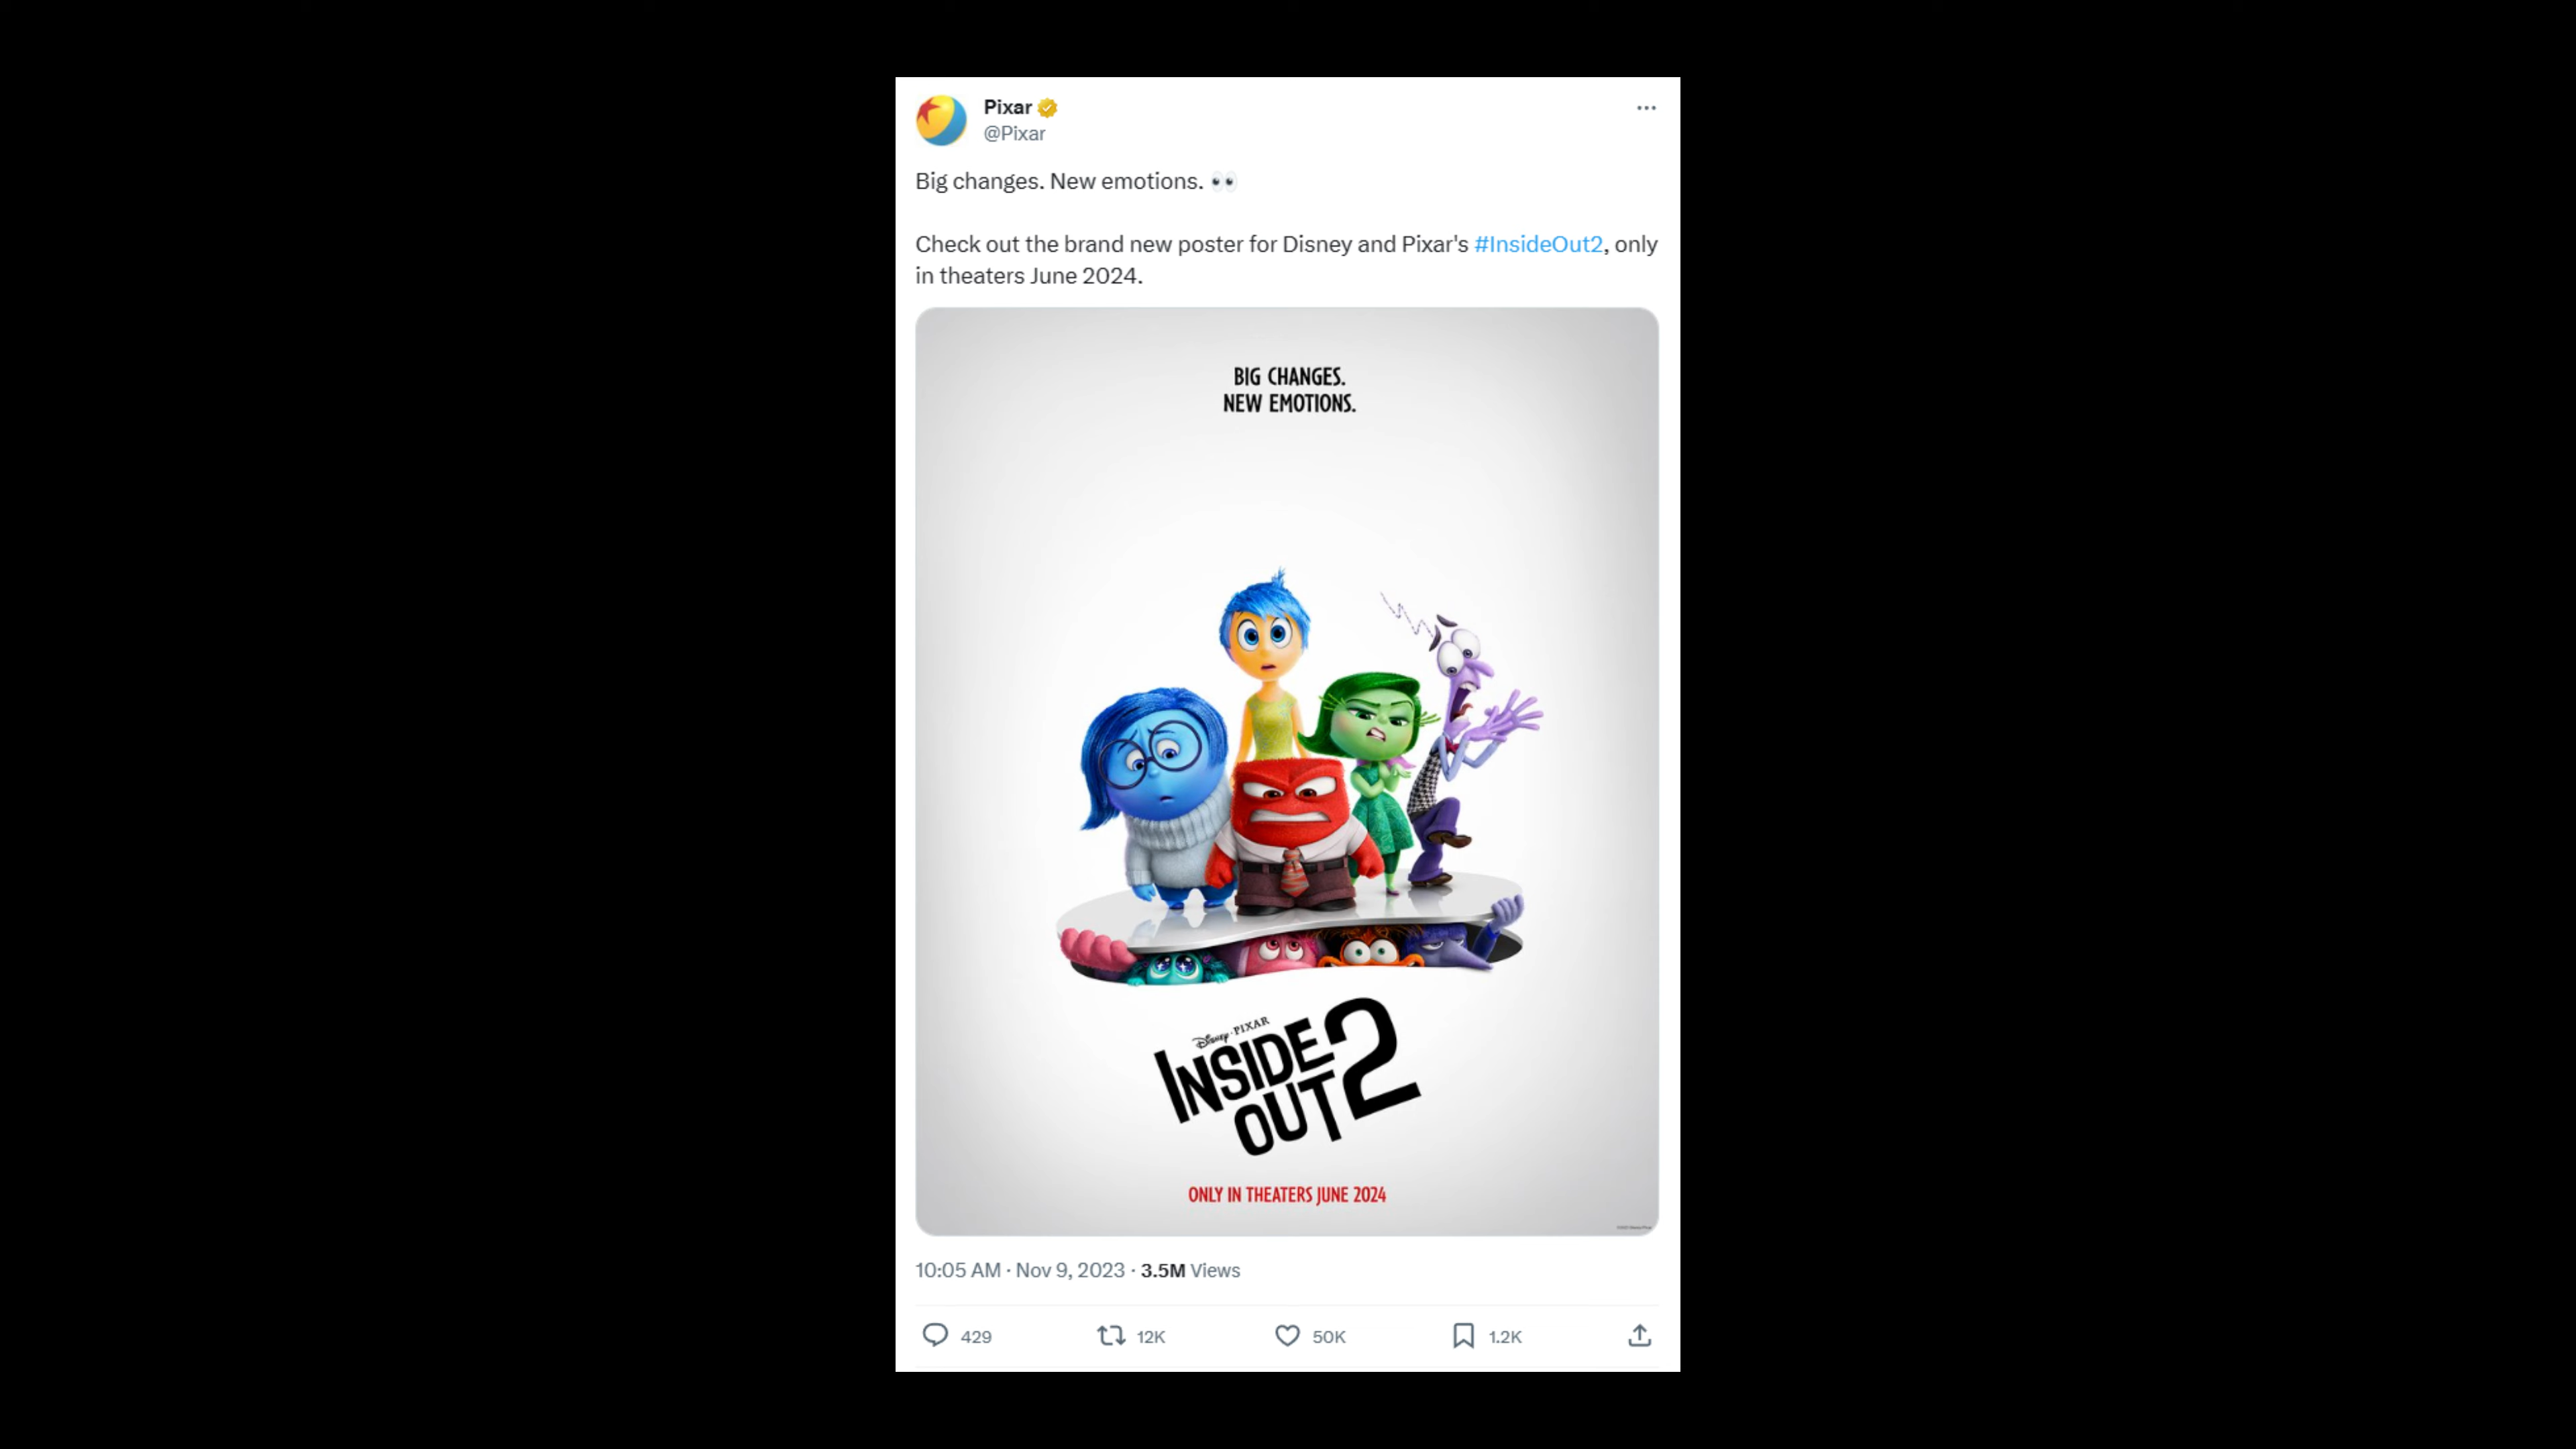 Pixar
@Pixar
Big changes. New emotions. 👀
Check out the brand new poster for Disney and Pixar's #InsideOut2, only
in theaters June 2024.
BIG CHANGES.
NEW EMOTIONS.
Disney · PIXAR
INSIDE
OUT 2
ONLY IN THEATERS JUNE 2024
10:05 AM · Nov 9, 2023 · 3.5M Views
429 12K 50K 1.2K